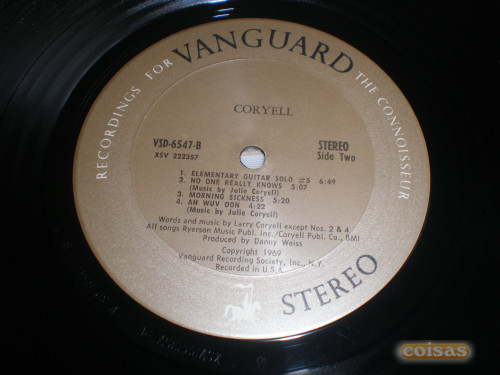 RECORDINGS FOR VANGUARD THE CONNOISSEUR
CORYELL
VSD-6547-B
XSV 222357
STEREO
Side Two
1. ELEMENTARY GUITAR SOLO #5 6:49
2. NO ONE REALLY KNOWS 5:07
(Music by Julie Coryell)
3. MORNING SICKNESS 5:20
4. AH WUV OOH 4:22
(Music by Julie Coryell)
Words and music by Larry Coryell except Nos. 2 & 4
All songs Ryerson Music Publ. Inc./Coryell Publ. Co., BMI
Produced by Danny Weiss
Copyright 1969
Vanguard Recording Society, Inc., N.Y.
Recorded in U.S.A.
STEREO
coisas